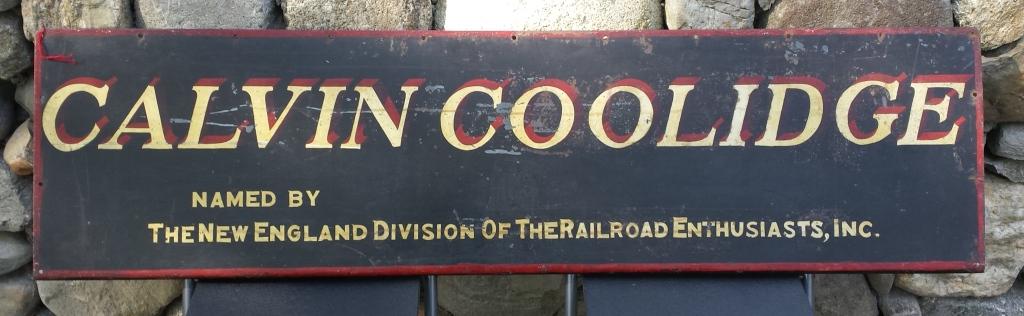 CALVIN COOLIDGE
NAMED BY
THE NEW ENGLAND DIVISION OF THE RAILROAD ENTHUSIASTS, INC.